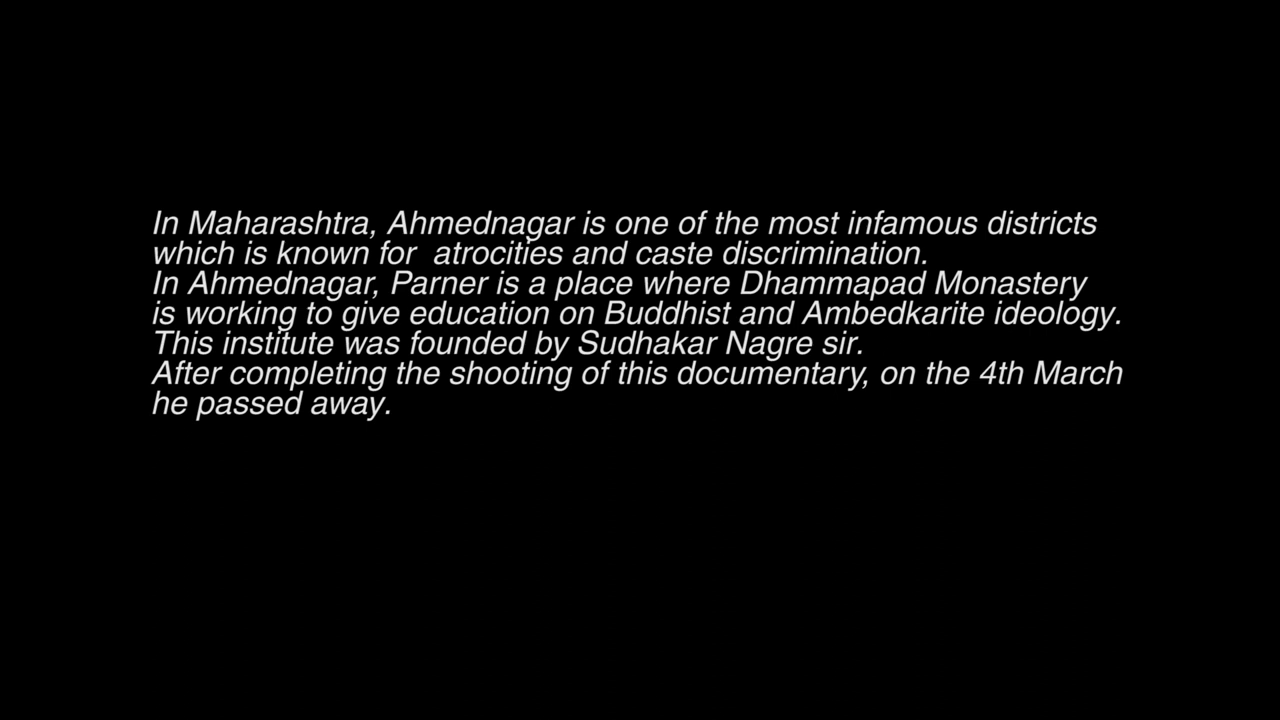 In Maharashtra, Ahmednagar is one of the most infamous districts
which is known for  atrocities and caste discrimination.
In Ahmednagar, Parner is a place where Dhammapad Monastery
is working to give education on Buddhist and Ambedkarite ideology.
This institute was founded by Sudhakar Nagre sir.
After completing the shooting of this documentary, on the 4th March
he passed away.